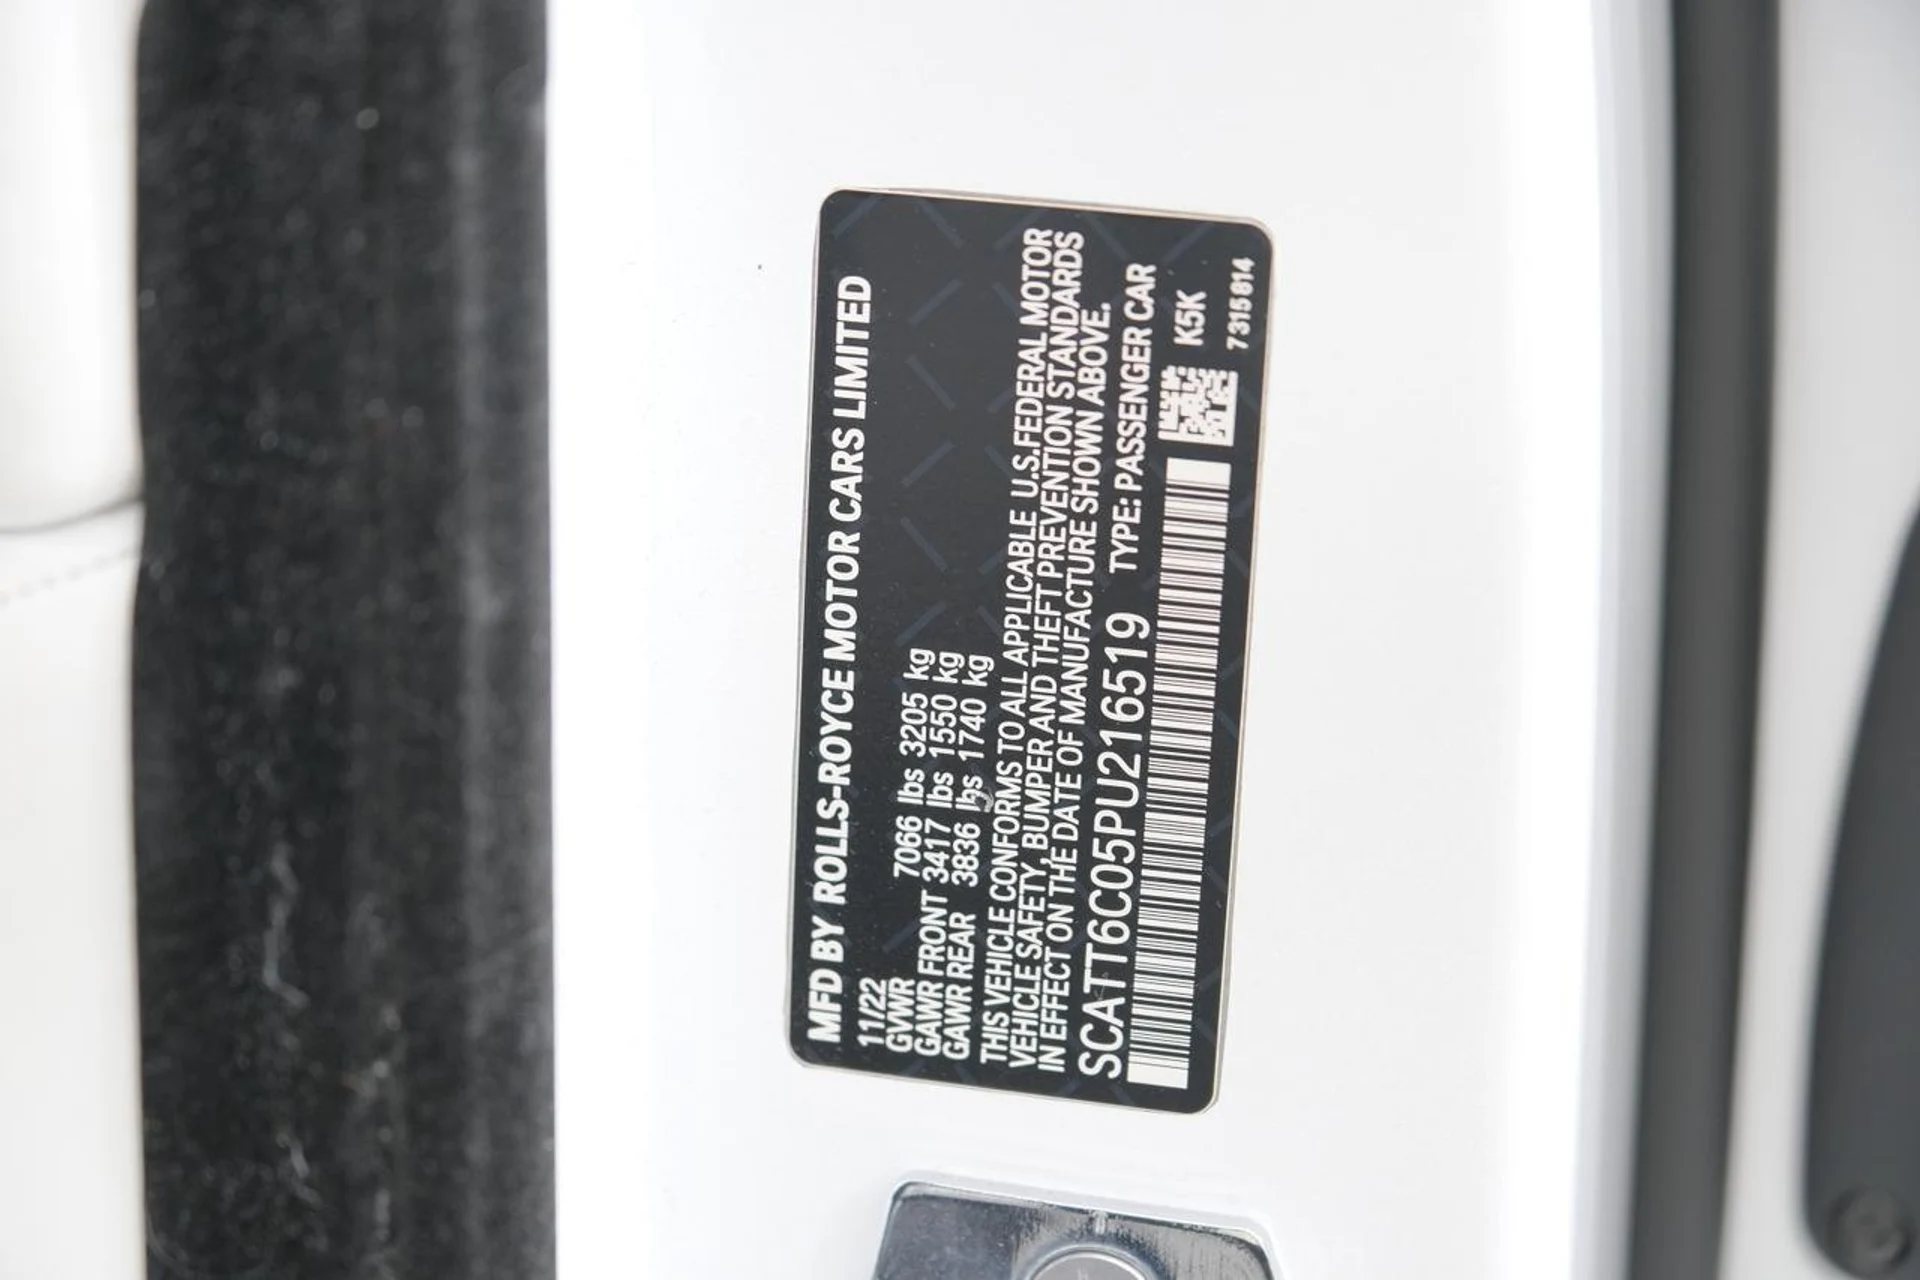 MFD BY ROLLS-ROYCE MOTOR CARS LIMITED
11/22
GVWR 7066 lbs 3205 kg
GAWR FRONT 3417 lbs 1550 kg
GAWR REAR 3836 lbs 1740 kg
THIS VEHICLE CONFORMS TO ALL APPLICABLE U.S.FEDERAL MOTOR
VEHICLE SAFETY, BUMPER AND THEFT PREVENTION STANDARDS
IN EFFECT ON THE DATE OF MANUFACTURE SHOWN ABOVE.
SCATT6C05PU216519 TYPE: PASSENGER CAR
K5K
7315814